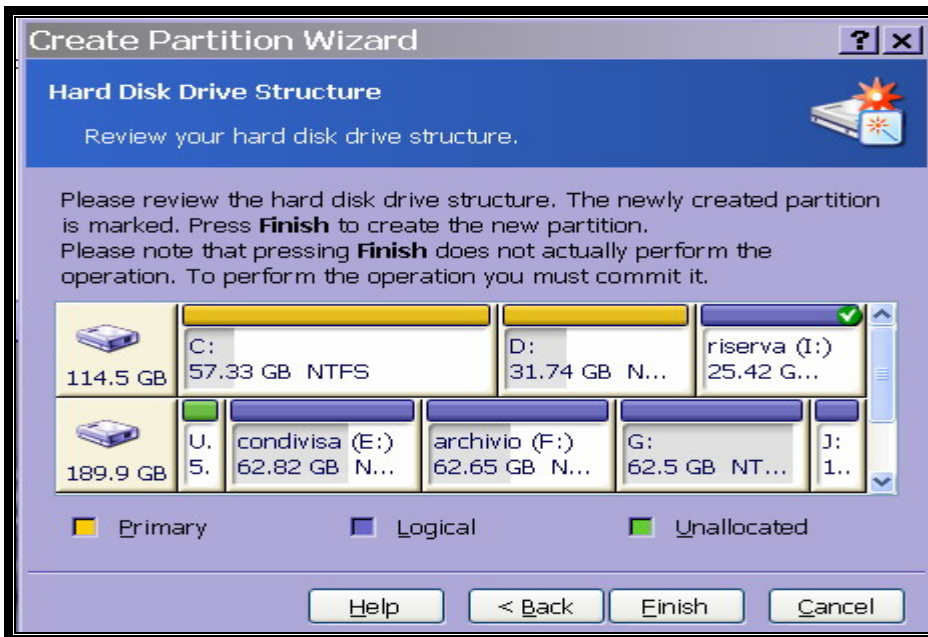 Create Partition Wizard
Hard Disk Drive Structure
Review your hard disk drive structure.
Please review the hard disk drive structure. The newly created partition
is marked. Press Finish to create the new partition.
Please note that pressing Finish does not actually perform the
operation. To perform the operation you must commit it.
114.5 GB
C:
57.33 GB NTFS
D:
31.74 GB N...
riserva (I:)
25.42 G...
189.9 GB
U.
5.
condivisa (E:)
62.82 GB N...
archivio (F:)
62.65 GB N...
G:
62.5 GB NT...
J:
1..
Primary
Logical
Unallocated
Help
< Back
Finish
Cancel